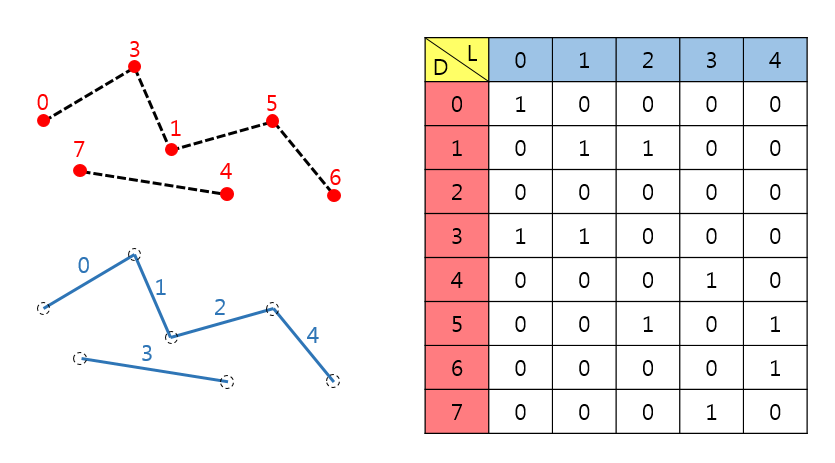 3
0
5
1
7
4
6
0
1
2
4
3
D L 0 1 2 3 4
0 1 0 0 0 0
1 0 1 1 0 0
2 0 0 0 0 0
3 1 1 0 0 0
4 0 0 0 1 0
5 0 0 1 0 1
6 0 0 0 0 1
7 0 0 0 1 0